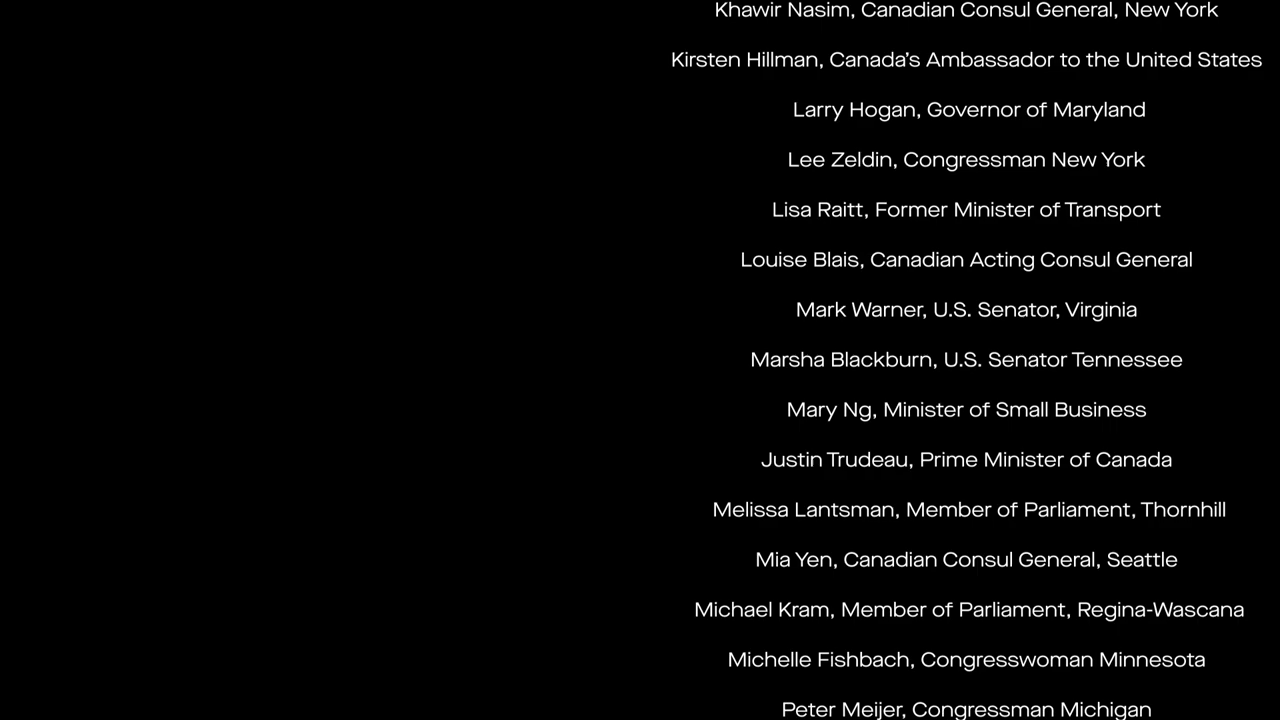 Khawir Nasim, Canadian Consul General, New York
Kirsten Hillman, Canada's Ambassador to the United States
Larry Hogan, Governor of Maryland
Lee Zeldin, Congressman New York
Lisa Raitt, Former Minister of Transport
Louise Blais, Canadian Acting Consul General
Mark Warner, U.S. Senator, Virginia
Marsha Blackburn, U.S. Senator Tennessee
Mary Ng, Minister of Small Business
Justin Trudeau, Prime Minister of Canada
Melissa Lantsman, Member of Parliament, Thornhill
Mia Yen, Canadian Consul General, Seattle
Michael Kram, Member of Parliament, Regina-Wascana
Michelle Fishbach, Congresswoman Minnesota
Peter Meijer, Congressman Michigan